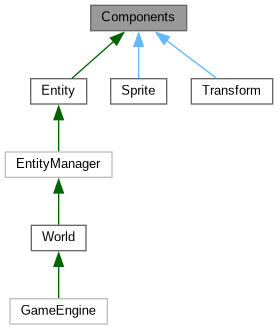 Components
Entity
Sprite
Transform
EntityManager
World
GameEngine